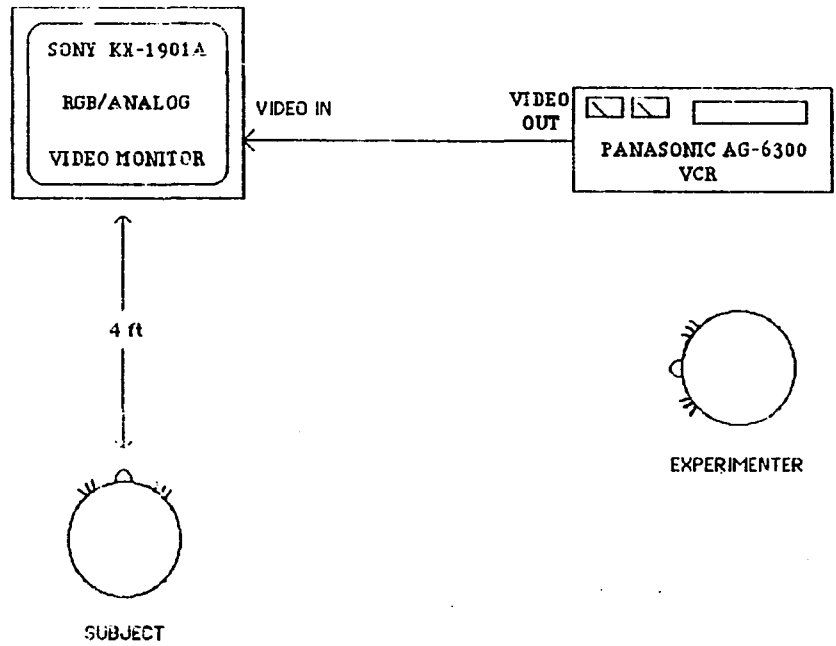 SONY KX-1901A
RGB/ANALOG
VIDEO MONITOR
VIDEO IN
VIDEO
OUT
PANASONIC AG-6300
VCR
4 ft
EXPERIMENTER
SUBJECT